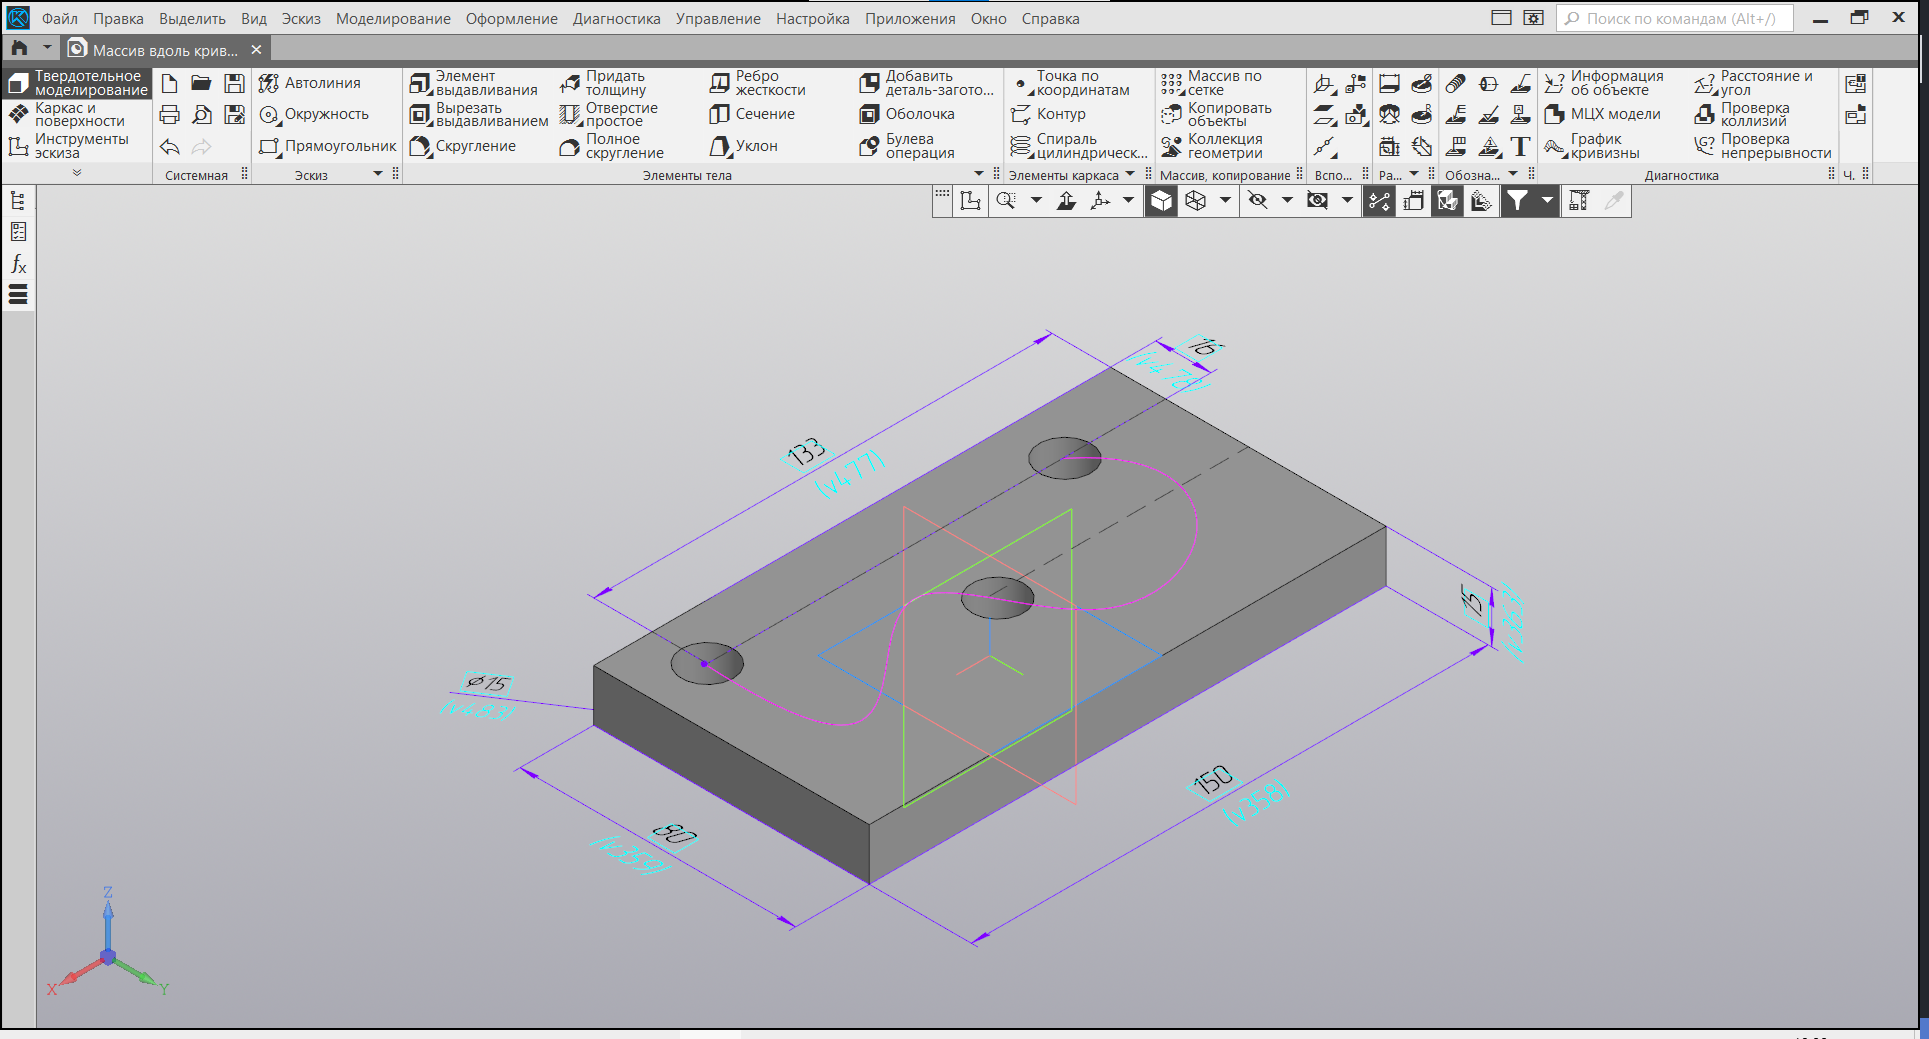 Файл Правка Выделить Вид Эскиз Моделирование Оформление Диагностика Управление Настройка Приложения Окно Справка
Поиск по командам (Alt+/)
Массив вдоль крив...
Твердотельное моделирование
Каркас и поверхности
Инструменты эскиза
Системная
Автолиния
Окружность
Прямоугольник
Эскиз
Элемент выдавливания
Вырезать выдавливанием
Скругление
Придать толщину
Отверстие простое
Полное скругление
Ребро жесткости
Сечение
Уклон
Добавить деталь-загото...
Оболочка
Булева операция
Элементы тела
Точка по координатам
Контур
Спираль цилиндрическ...
Элементы каркаса
Массив по сетке
Копировать объекты
Коллекция геометрии
Массив, копирование
Вспо...
Ра...
Обозна...
Информация об объекте
МЦХ модели
График кривизны
Расстояние и угол
Проверка коллизий
Проверка непрерывности
Диагностика
Ч.
16
133
(v477)
15
⌀15
(v483)
150
(v358)
80
Z
X
Y